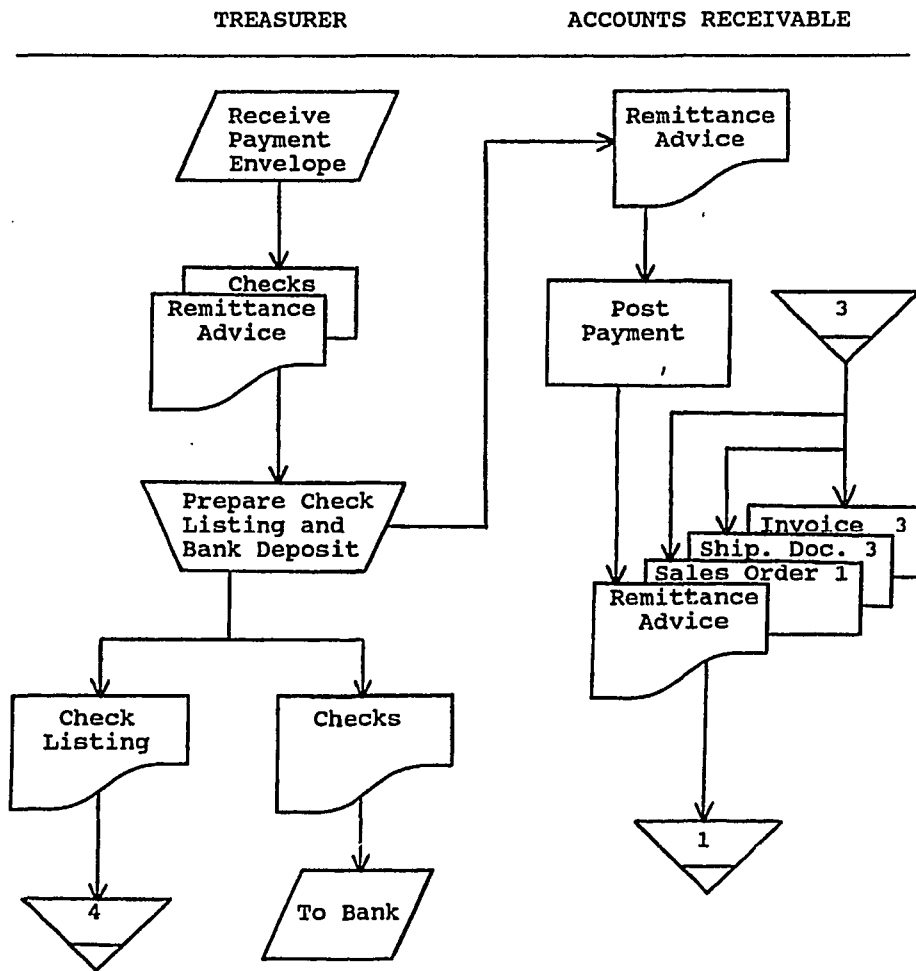 TREASURER
ACCOUNTS RECEIVABLE
Receive
Payment
Envelope
Checks
Remittance
Advice
Prepare Check
Listing and
Bank Deposit
Check
Listing
Checks
4
To Bank
Remittance
Advice
Post
Payment
3
Invoice 3
Ship. Doc. 3
Sales Order 1
Remittance
Advice
1